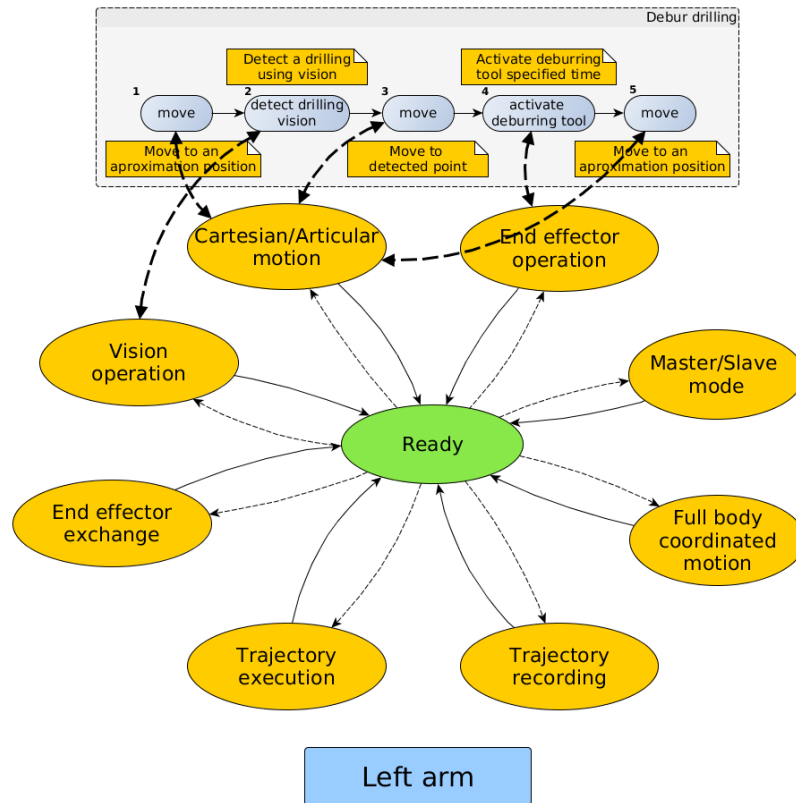 Debur drilling
Detect a drilling
using vision
Activate deburring
tool specified time
1
2
3
4
5
move
detect drilling
vision
move
activate
deburring tool
move
Move to an
aproximation position
Move to
detected point
Move to an
aproximation position
Cartesian/Articular
motion
End effector
operation
Vision
operation
Master/Slave
mode
Ready
End effector
exchange
Full body
coordinated
motion
Trajectory
execution
Trajectory
recording
Left arm